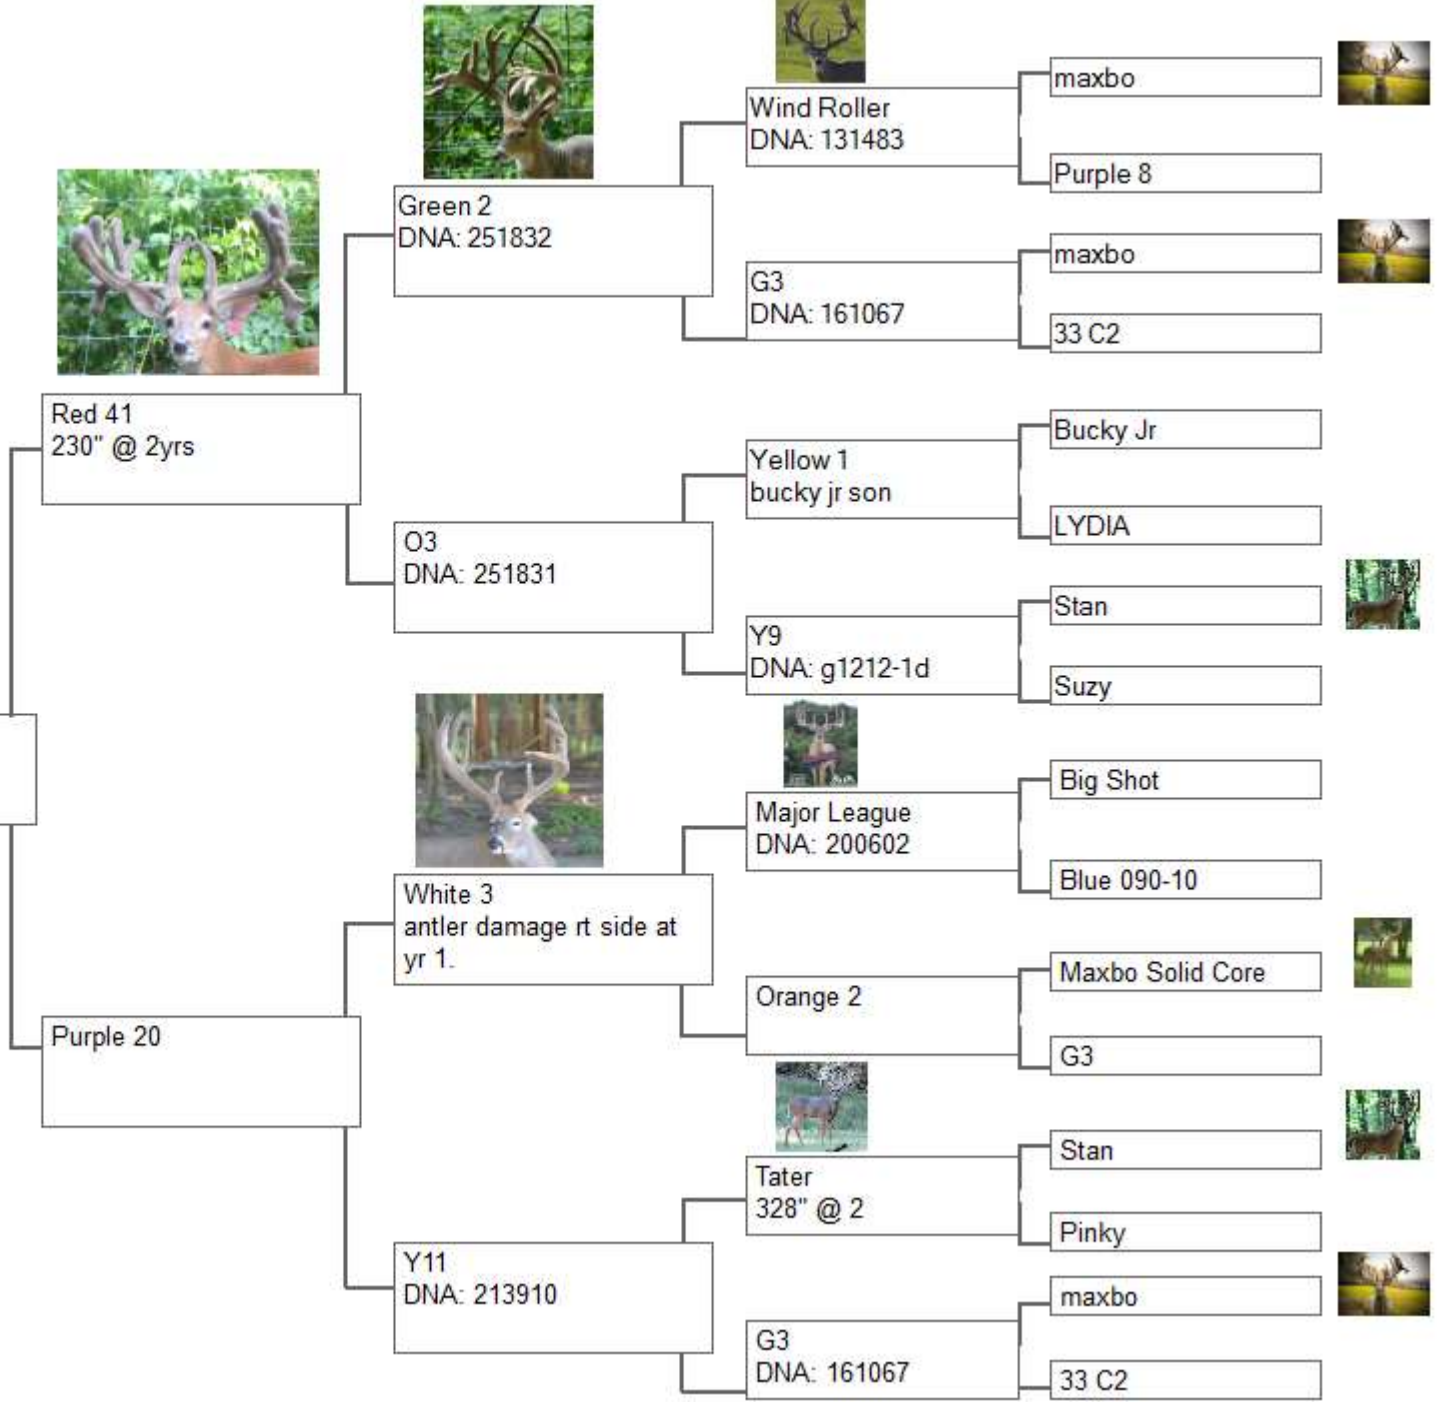 maxbo
Wind Roller
DNA: 131483
Purple 8
Green 2
DNA: 251832
maxbo
G3
DNA: 161067
33 C2
Red 41
230" @ 2yrs
Bucky Jr
Yellow 1
bucky jr son
LYDIA
O3
DNA: 251831
Stan
Y9
DNA: g1212-1d
Suzy
Big Shot
Major League
DNA: 200602
Blue 090-10
White 3
antler damage rt side at
yr 1.
Maxbo Solid Core
Orange 2
G3
Purple 20
Stan
Tater
328" @ 2
Pinky
Y11
DNA: 213910
maxbo
G3
DNA: 161067
33 C2